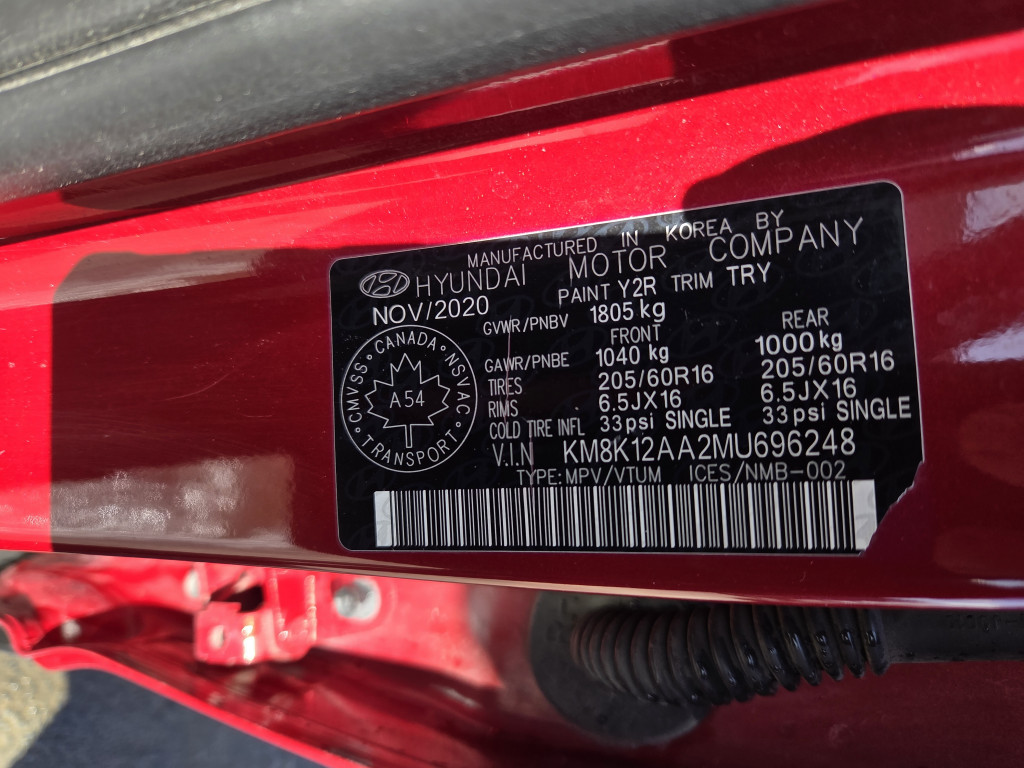 MANUFACTURED IN KOREA BY
HYUNDAI MOTOR COMPANY
NOV/2020 PAINT Y2R TRIM TRY
GVWR/PNBV 1805 kg
FRONT REAR
GAWR/PNBE 1040 kg 1000kg
TIRES 205/60R16 205/60R16
RIMS 6.5JX16 6.5JX16
COLD TIRE INFL 33psi SINGLE 33psi SINGLE
V.I.N KM8K12AA2MU696248
TYPE:MPV/VTUM ICES/NMB-002
CMVSS • CANADA • NSVAC • TRANSPORT •
A54